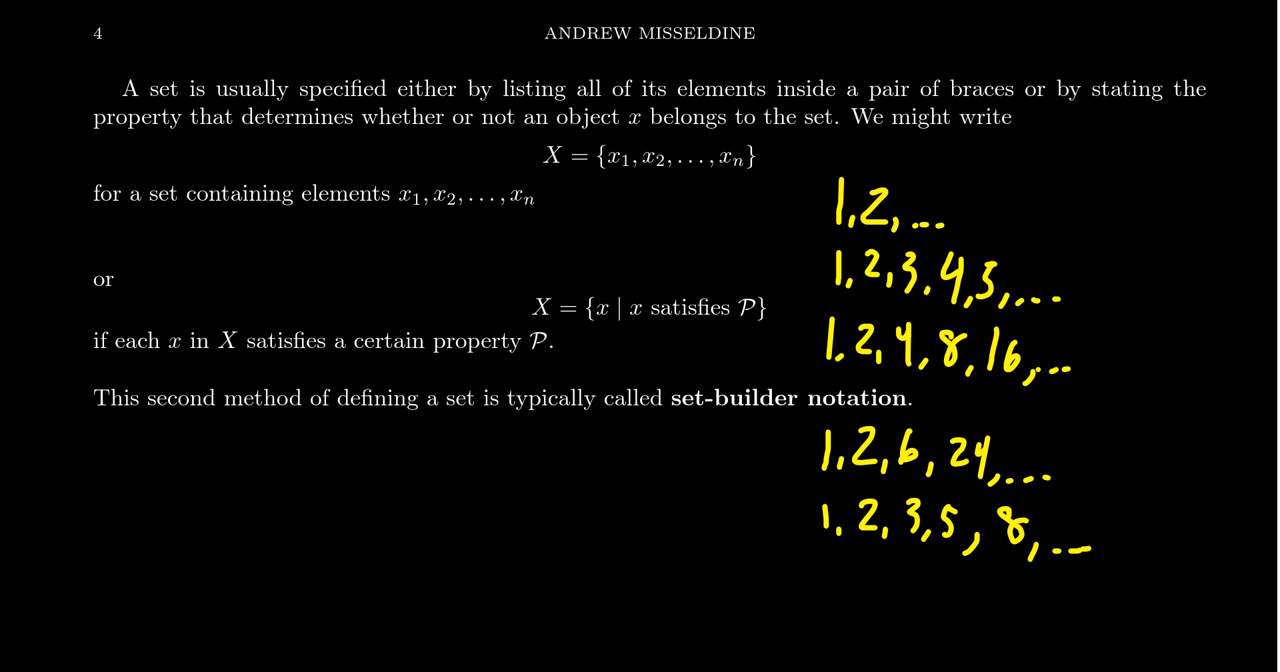 4 ANDREW MISSELDINE
A set is usually specified either by listing all of its elements inside a pair of braces or by stating the
property that determines whether or not an object x belongs to the set. We might write
X = {x₁, x₂, . . . , xₙ}
for a set containing elements x₁, x₂, . . . , xₙ
1, 2, ...
1, 2, 3, 4, 5, ...
or
X = {x | x satisfies 𝒫}
if each x in X satisfies a certain property 𝒫.
1, 2, 4, 8, 16, ...
This second method of defining a set is typically called set-builder notation.
1, 2, 6, 24, ...
1, 2, 3, 5, 8, ...